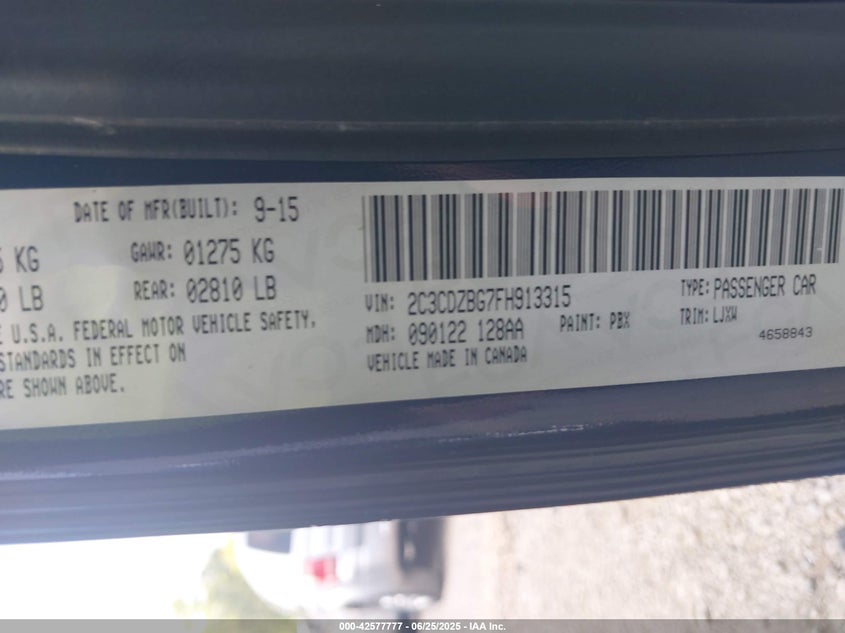 DATE OF MFR(BUILT): 9-15
KG GAWR: 01275 KG
LB REAR: 02810 LB
U.S.A. FEDERAL MOTOR VEHICLE SAFETY,
STANDARDS IN EFFECT ON
SHOWN ABOVE.
VIN: 2C3CDZBG7FH913315 TYPE: PASSENGER CAR
MDH: 090122 128AA PAINT: PBX TRIM: LJXW
VEHICLE MADE IN CANADA 4658843
000-42577777 - 06/25/2025 - IAA Inc.